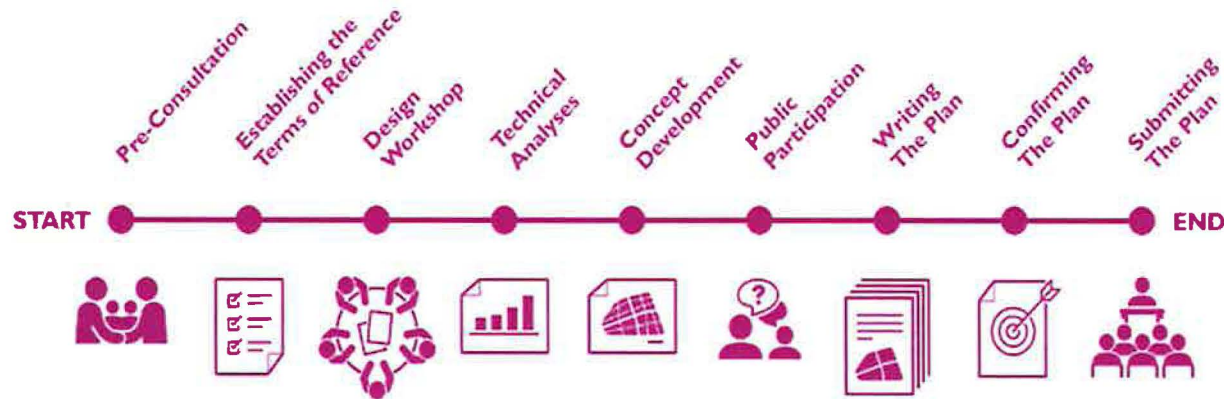 Pre-Consultation
Establishing the
Terms of Reference
Design
Workshop
Technical
Analyses
Concept
Development
Public
Participation
Writing
The Plan
Confirming
The Plan
Submitting
The Plan
START
END
?